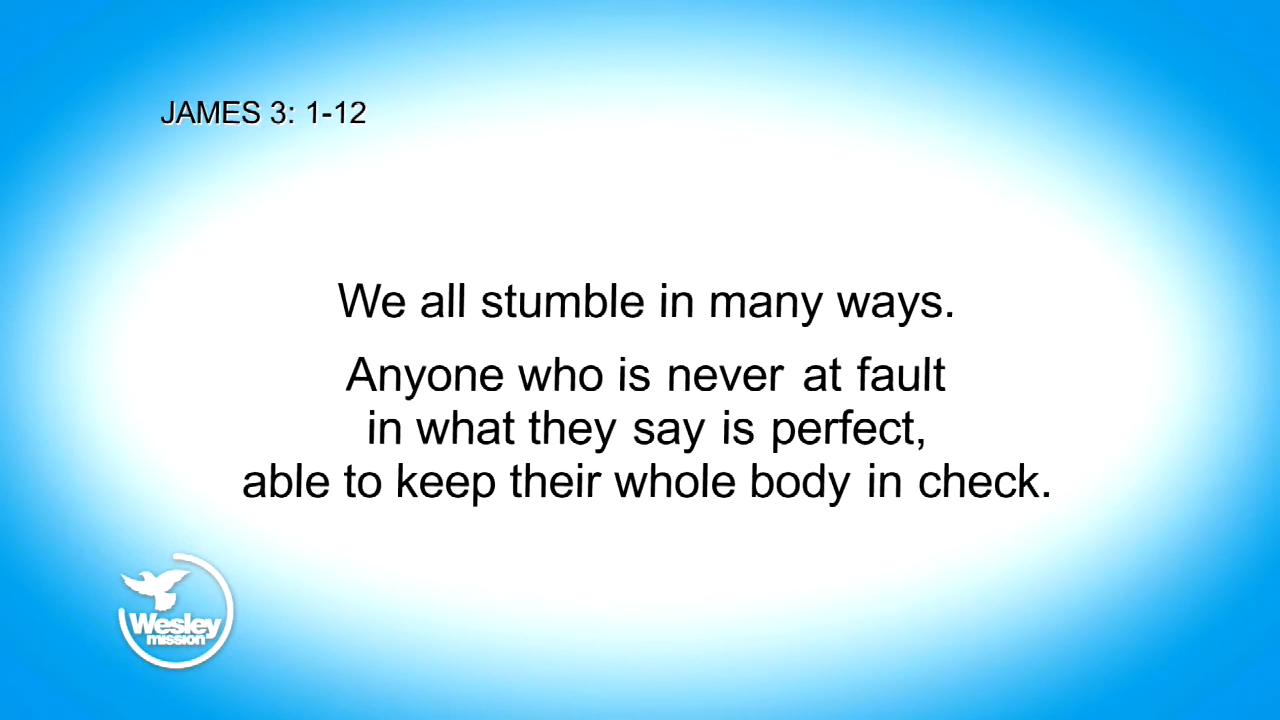 JAMES 3: 1-12
We all stumble in many ways.
Anyone who is never at fault
in what they say is perfect,
able to keep their whole body in check.
Wesley
mission